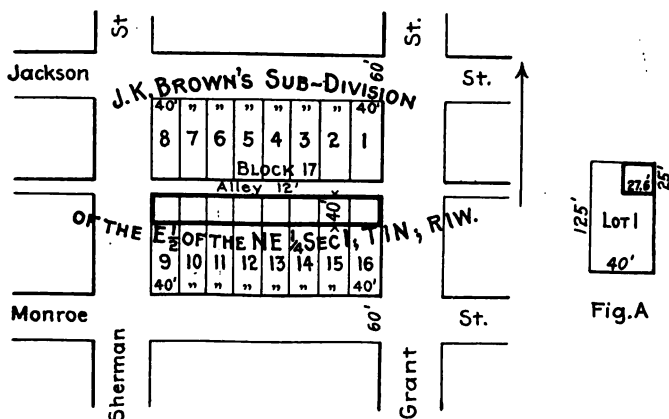 St. St.
60'
Jackson St.
J.K. BROWN'S SUB-DIVISION
40' " " " " " " 40'
8 7 6 5 4 3 2 1
BLOCK 17
Alley 12'
40'
OF THE E½ OF THE NE ¼ SEC 1, T1N, R1W.
9 10 11 12 13 14 15 16
40' " " " " " " 40'
60'
Monroe St.
Sherman
Grant
27.6' 25'
125'
LOT 1
40'
Fig. A